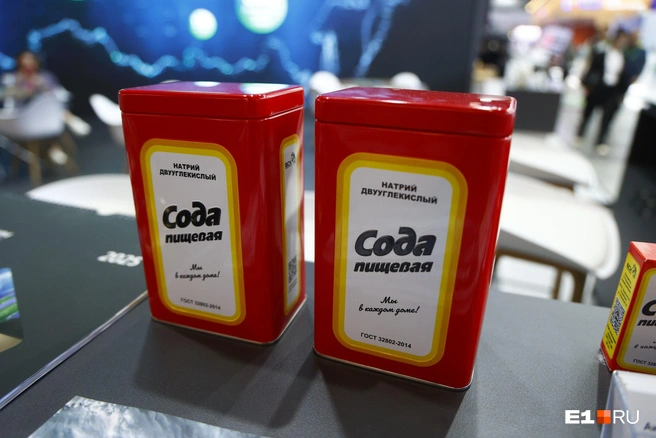 НАТРИЙ
ДВУУГЛЕКИСЛЫЙ
Сода
пищевая
Мы
в каждом доме!
ГОСТ 32802-2014
НАТРИЙ
ДВУУГЛЕКИСЛЫЙ
Сода
пищевая
Мы
в каждом доме!
ГОСТ 32802-2014
2025
E1 RU